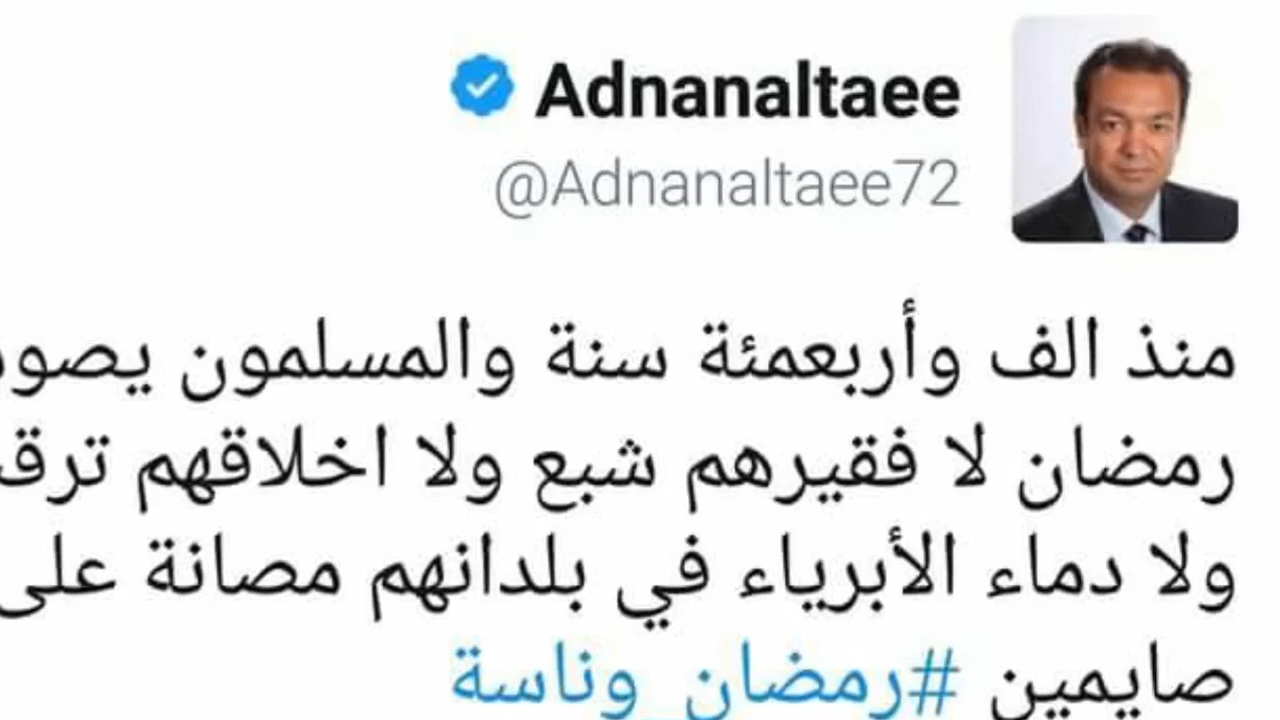 Adnanaltaee
@Adnanaltaee72
منذ الف وأربعمئة سنة والمسلمون
رمضان لا فقيرهم شبع ولا اخلاقهم
ولا دماء الأبرياء في بلدانهم مصانة على
صايمين #رمضان_وناسة